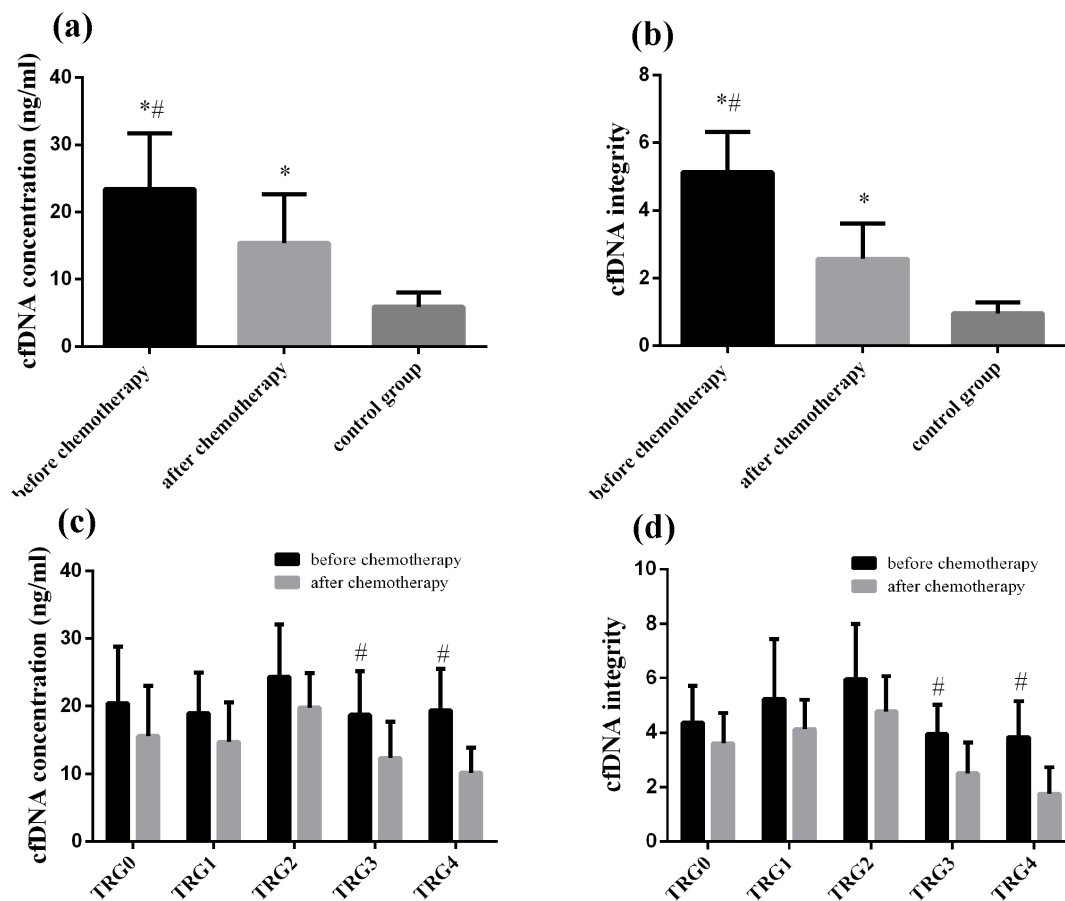 (a)
cfDNA concentration (ng/ml)
40
30
20
10
0
*#
*
before chemotherapy
after chemotherapy
control group
(b)
cfDNA integrity
8
6
4
2
0
*#
*
before chemotherapy
after chemotherapy
control group
(c)
cfDNA concentration (ng/ml)
40
30
20
10
0
before chemotherapy
after chemotherapy
#
#
TRG0
TRG1
TRG2
TRG3
TRG4
(d)
cfDNA integrity
10
8
6
4
2
0
before chemotherapy
after chemotherapy
#
#
TRG0
TRG1
TRG2
TRG3
TRG4